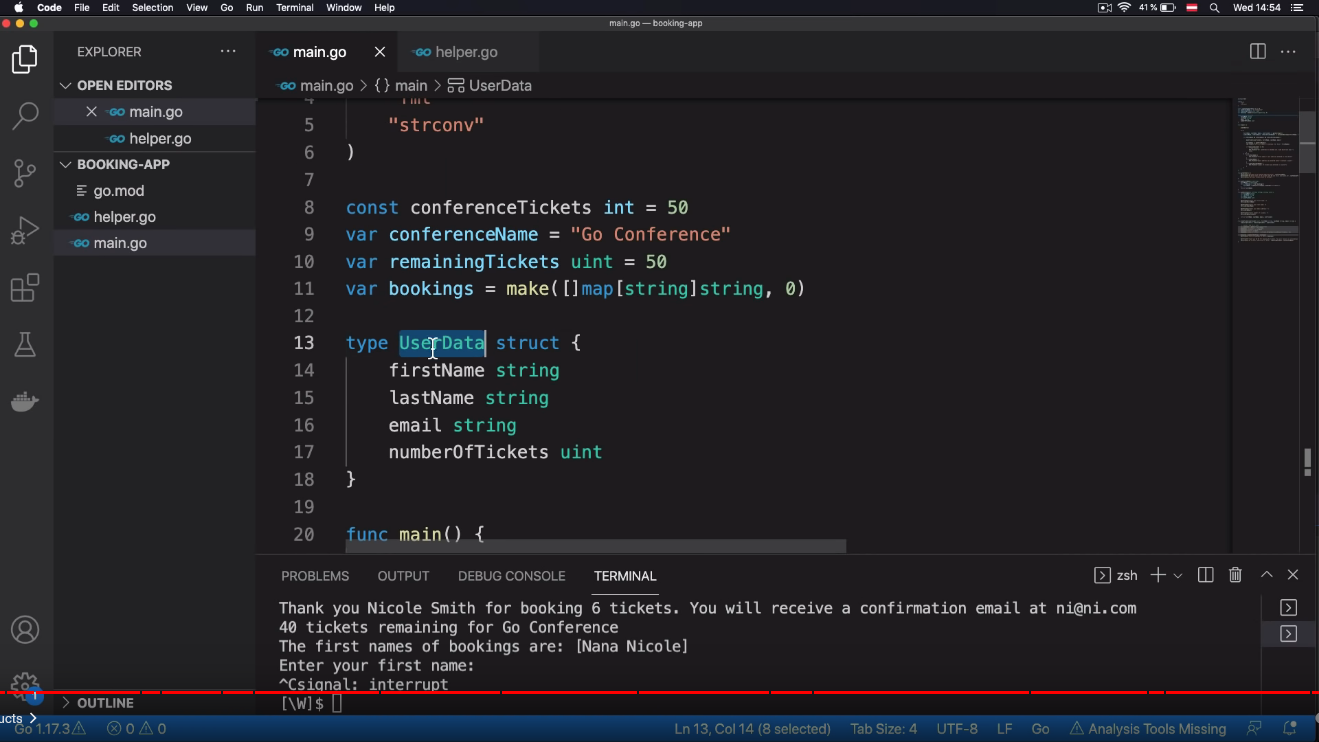 Code File Edit Selection View Go Run Terminal Window Help 41% Wed 14:54
main.go — booking-app
EXPLORER
OPEN EDITORS
main.go
helper.go
BOOKING-APP
go.mod
helper.go
main.go
OUTLINE
main.go helper.go
main.go > {} main > UserData
4 "fmt"
5 "strconv"
6 )
7
8 const conferenceTickets int = 50
9 var conferenceName = "Go Conference"
10 var remainingTickets uint = 50
11 var bookings = make([]map[string]string, 0)
12
13 type UserData struct {
14 firstName string
15 lastName string
16 email string
17 numberOfTickets uint
18 }
19
20 func main() {
PROBLEMS OUTPUT DEBUG CONSOLE TERMINAL zsh
Thank you Nicole Smith for booking 6 tickets. You will receive a confirmation email at ni@ni.com
40 tickets remaining for Go Conference
The first names of bookings are: [Nana Nicole]
Enter your first name:
^Csignal: interrupt
[\W]$
1
ucts >
Go 1.17.3 0 0 Ln 13, Col 14 (8 selected) Tab Size: 4 UTF-8 LF Go Analysis Tools Missing